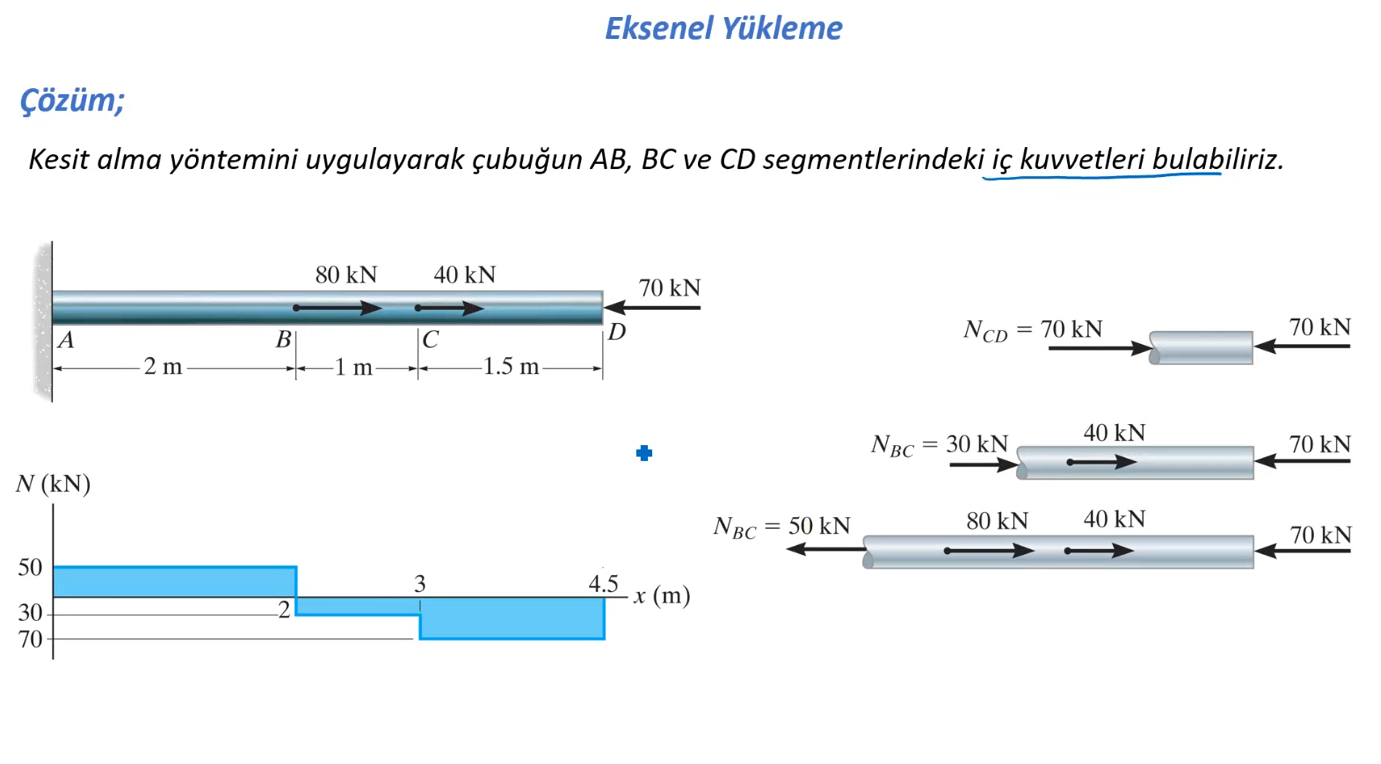 Eksenel Yükleme
Çözüm;
Kesit alma yöntemini uygulayarak çubuğun AB, BC ve CD segmentlerindeki iç kuvvetleri bulabiliriz.
80 kN 40 kN
70 kN
A B C D
2 m 1 m 1.5 m
N (kN)
50
30
70
2
3
4.5
x (m)
N_CD = 70 kN 70 kN
N_BC = 30 kN 40 kN 70 kN
N_BC = 50 kN 80 kN 40 kN 70 kN